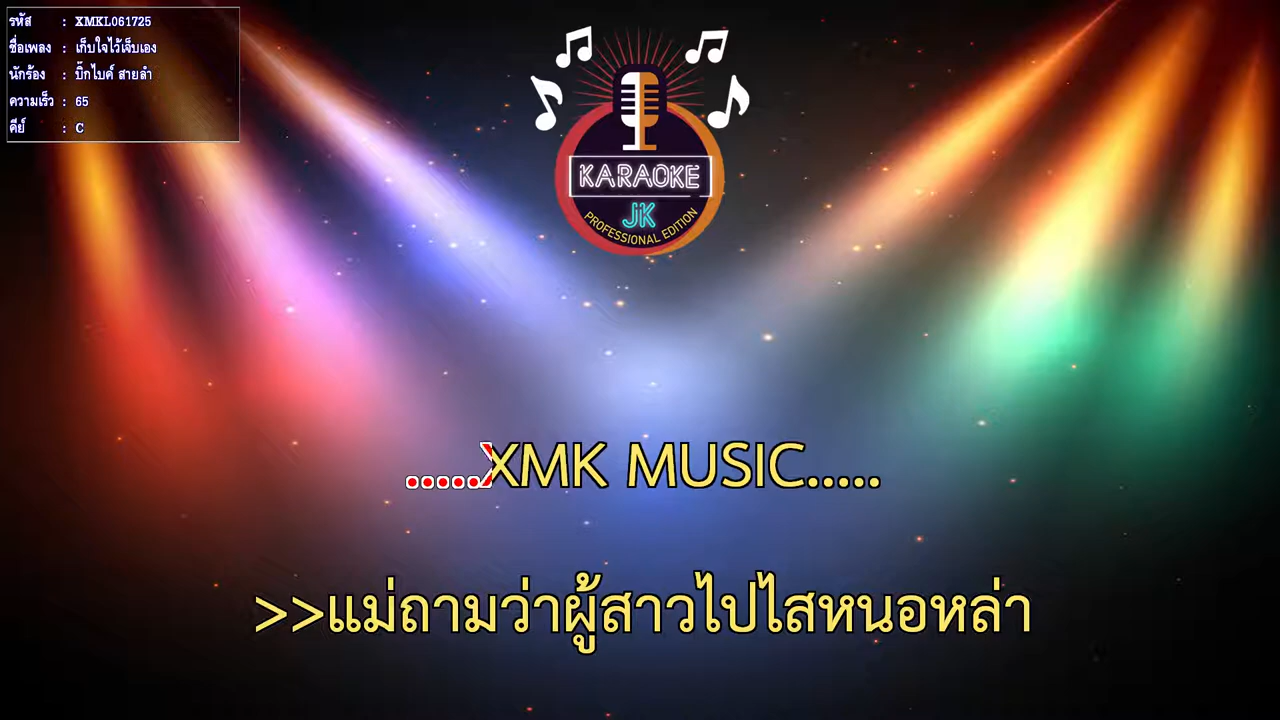 รหัส : XMKL061725
ชื่อเพลง : เก็บใจไว้เจ็บเอง
นักร้อง : บิ๊กไบค์ สายลำ
ความเร็ว : 65
คีย์ : C
KARAOKE
JK
PROFESSIONAL EDITION
.....XMK MUSIC.....
>>แม่ถามว่าผู้สาวไปไสหนอหล่า